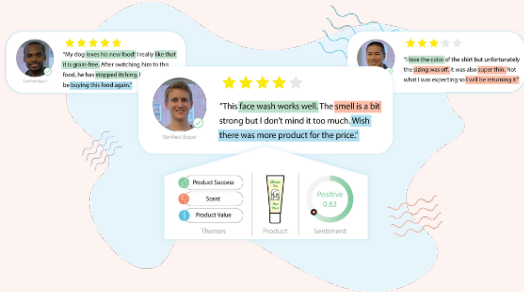 "My dog loves his new food! I really like that
it is grain-free. After switching him to this
food, he has stopped itching. I
be buying this food again."
Verified Buyer
"I love the color of the shirt but unfortunately
the sizing was off. It was also super thin. Not
what I was expecting so I will be returning it."
"This face wash works well. The smell is a bit
strong but I don't mind it too much. Wish
there was more product for the price."
Verified Buyer
Product Success
Scent
Product Value
Themes
Product
Positive
0.63
Sentiment